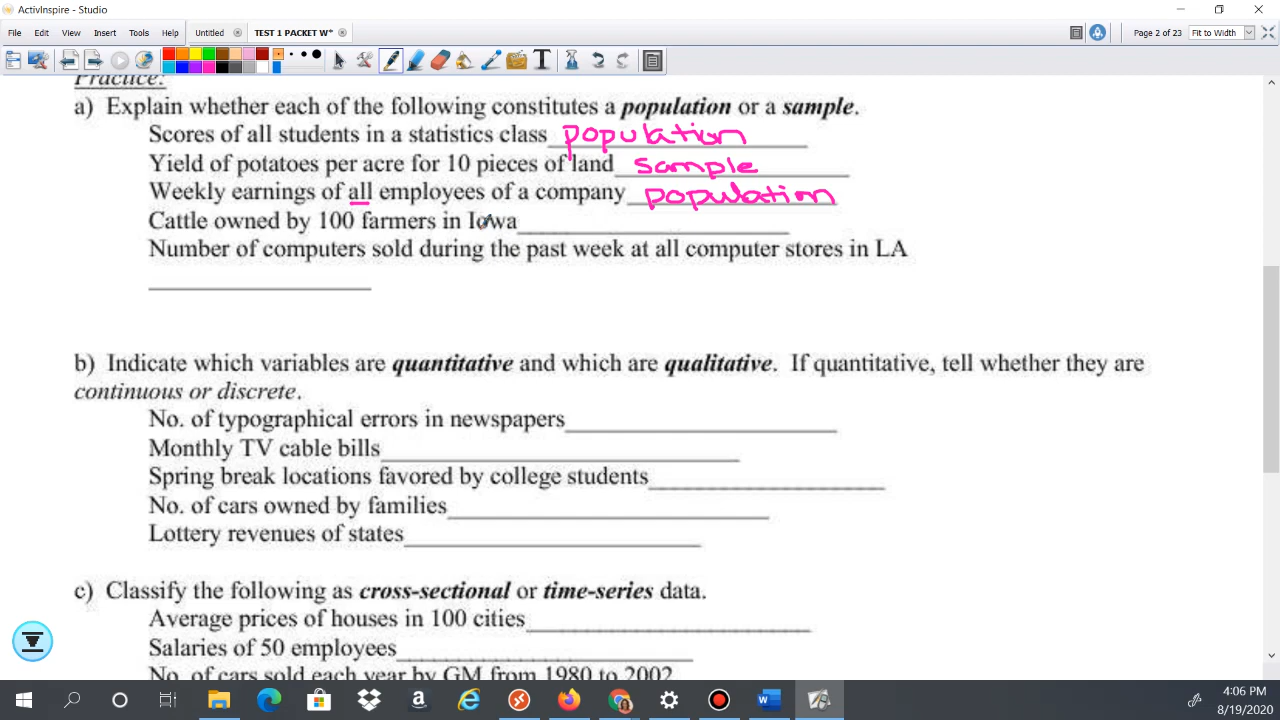 ActivInspire - Studio
File Edit View Insert Tools Help Untitled TEST 1 PACKET W* Page 2 of 23 Fit to Width
Practice:
a) Explain whether each of the following constitutes a population or a sample.
Scores of all students in a statistics class population
Yield of potatoes per acre for 10 pieces of land sample
Weekly earnings of all employees of a company population
Cattle owned by 100 farmers in Iowa
Number of computers sold during the past week at all computer stores in LA
b) Indicate which variables are quantitative and which are qualitative. If quantitative, tell whether they are
continuous or discrete.
No. of typographical errors in newspapers
Monthly TV cable bills
Spring break locations favored by college students
No. of cars owned by families
Lottery revenues of states
c) Classify the following as cross-sectional or time-series data.
Average prices of houses in 100 cities
Salaries of 50 employees
No. of cars sold each year by GM from 1980 to 2002
4:06 PM
8/19/2020